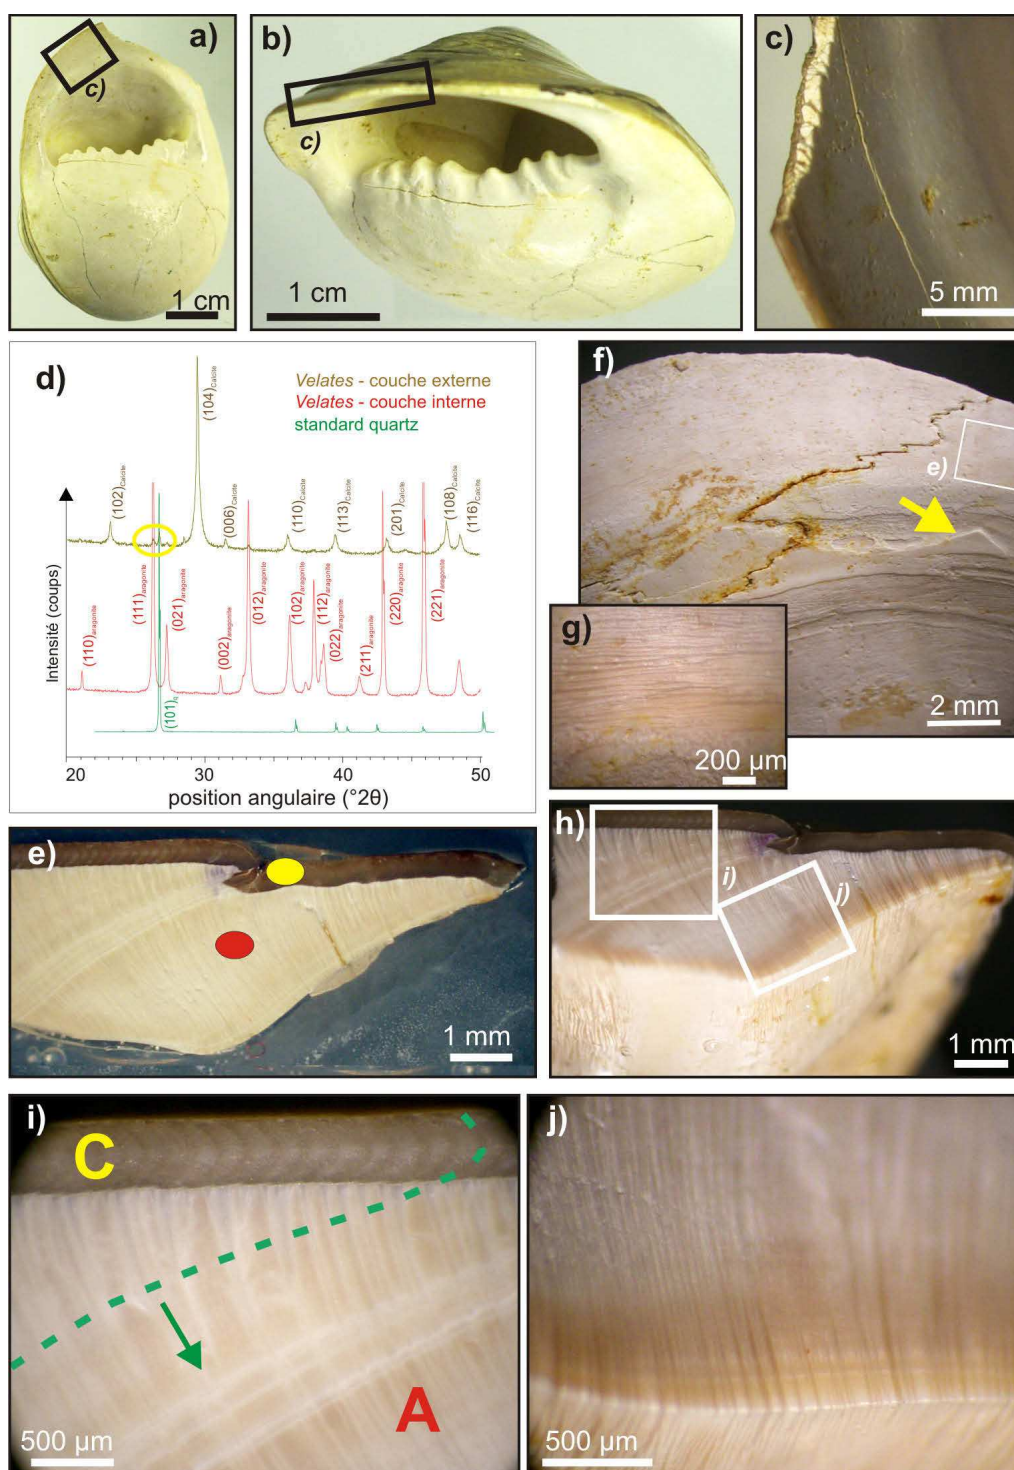 a)
c)
1 cm
b)
c)
1 cm
c)
5 mm
d)
Velates - couche externe
Velates - couche interne
standard quartz
(102)Calcite
(104)Calcite
(006)Calcite
(110)Calcite
(113)Calcite
(201)Calcite
(108)Calcite
(116)Calcite
(110)aragonite
(111)aragonite
(021)aragonite
(002)aragonite
(012)aragonite
(102)aragonite
(112)aragonite
(022)aragonite
(211)aragonite
(220)aragonite
(221)aragonite
(101)q
Intensité (coups)
20 30 40 50
position angulaire (°2θ)
f)
e)
2 mm
g)
200 µm
e)
1 mm
h)
i)
j)
1 mm
i)
C
A
500 µm
j)
500 µm